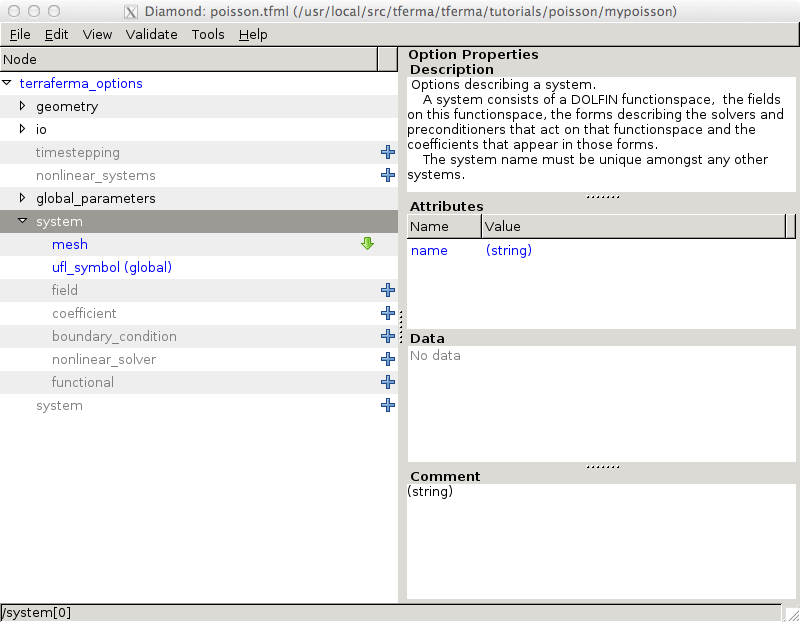 Diamond: poisson.tfml (/usr/local/src/tferma/tferma/tutorials/poisson/mypoisson)
File Edit View Validate Tools Help
Node
terraferma_options
geometry
io
timestepping
nonlinear_systems
global_parameters
system
mesh
ufl_symbol (global)
field
coefficient
boundary_condition
nonlinear_solver
functional
system
Option Properties
Description
Options describing a system.
A system consists of a DOLFIN functionspace, the fields
on this functionspace, the forms describing the solvers and
preconditioners that act on that functionspace and the
coefficients that appear in those forms.
The system name must be unique amongst any other
systems.
Attributes
Name Value
name (string)
Data
No data
Comment
(string)
/system[0]